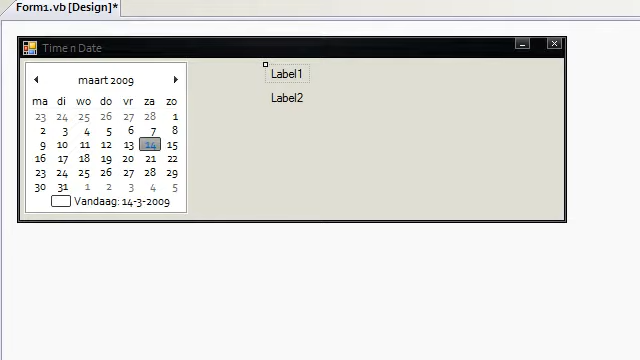 Form1.vb [Design]*
Time n Date
maart 2009
ma di wo do vr za zo
23 24 25 26 27 28 1
2 3 4 5 6 7 8
9 10 11 12 13 14 15
16 17 18 19 20 21 22
23 24 25 26 27 28 29
30 31 1 2 3 4 5
Vandaag: 14-3-2009
Label1
Label2